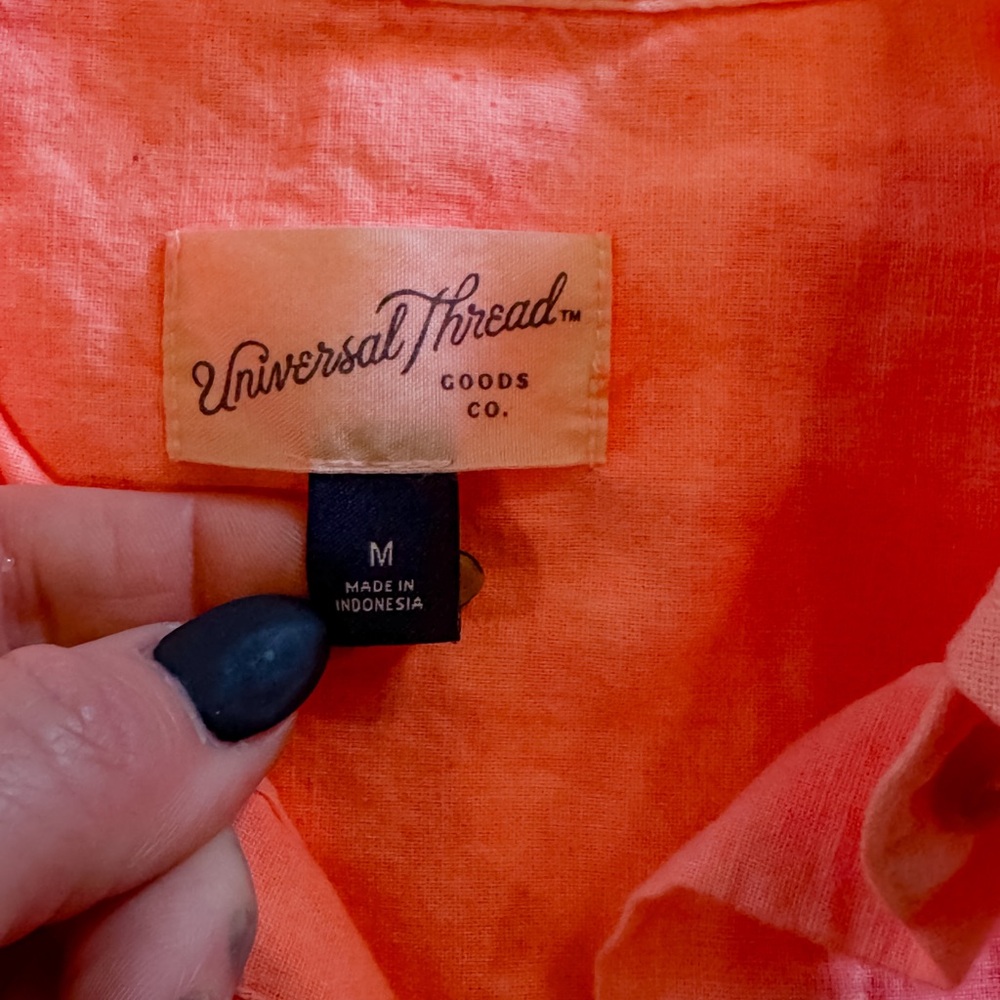 Universal Thread™
GOODS
CO.
M
MADE IN
INDONESIA